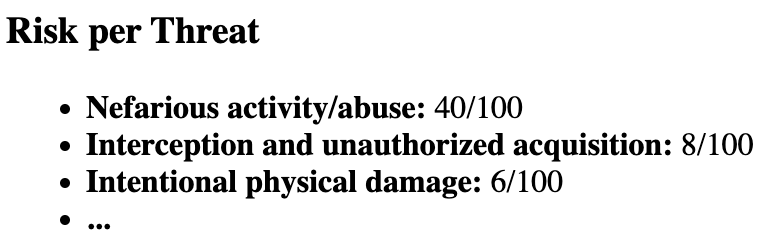 Risk per Threat
• Nefarious activity/abuse: 40/100
• Interception and unauthorized acquisition: 8/100
• Intentional physical damage: 6/100
• ...